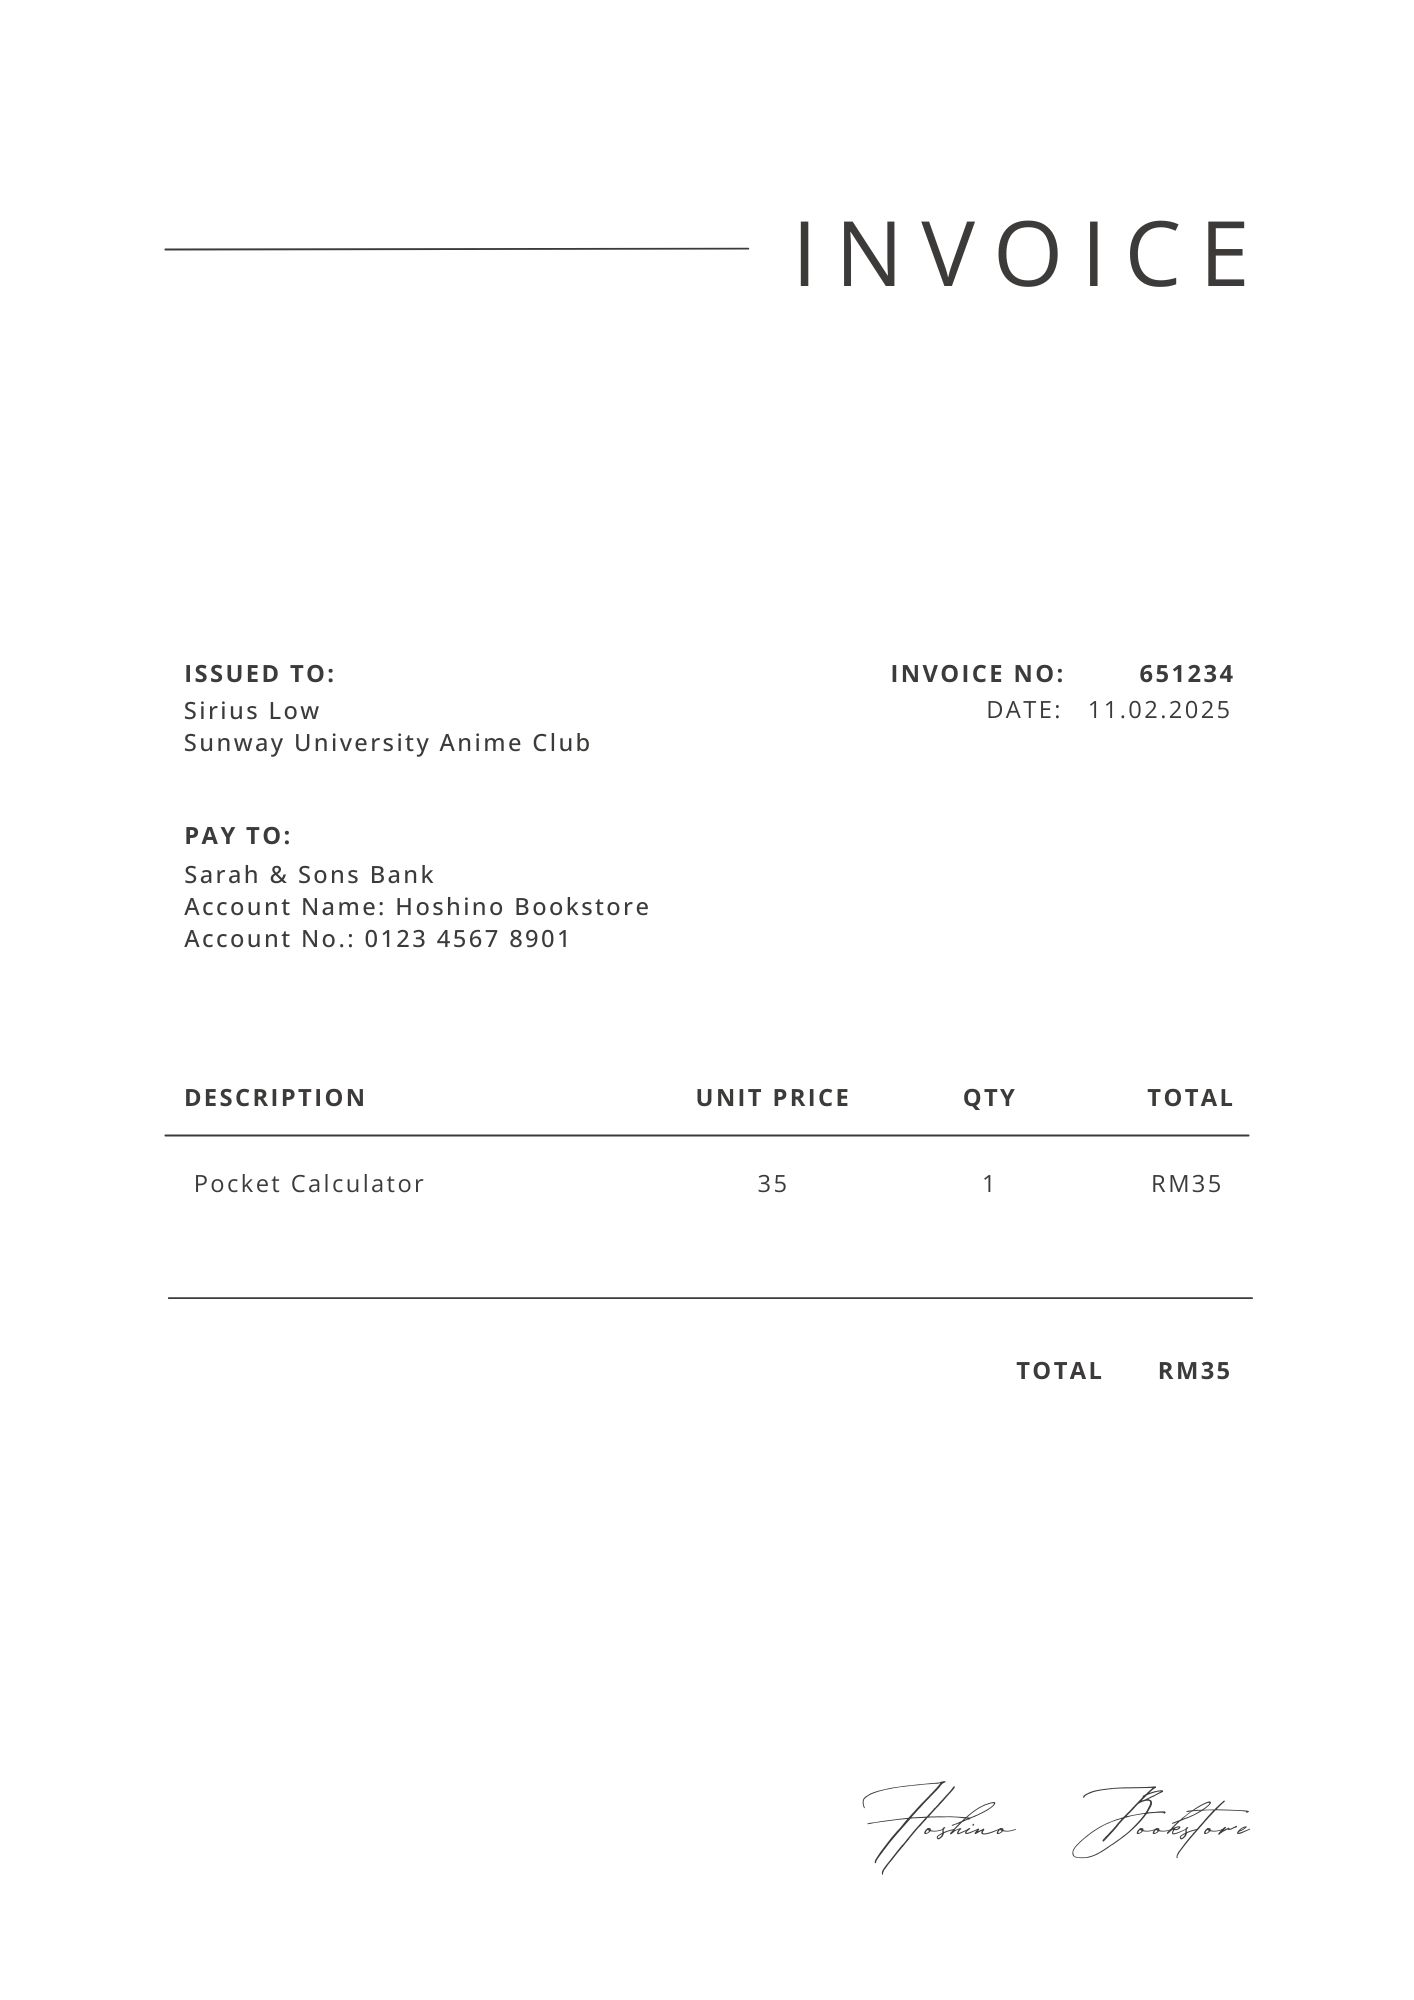 INVOICE
ISSUED TO:
Sirius Low
Sunway University Anime Club
INVOICE NO: 651234
DATE: 11.02.2025
PAY TO:
Sarah & Sons Bank
Account Name: Hoshino Bookstore
Account No.: 0123 4567 8901
DESCRIPTION UNIT PRICE QTY TOTAL
Pocket Calculator 35 1 RM35
TOTAL RM35
Hoshino Bookstore